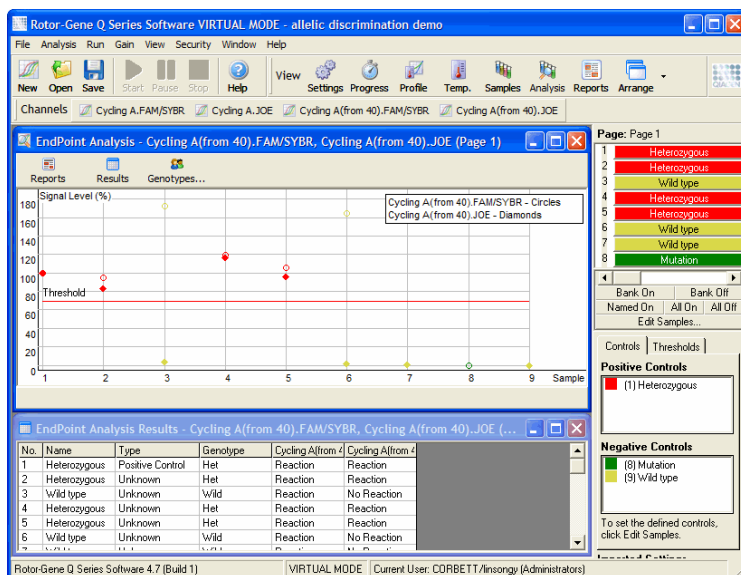 Rotor-Gene Q Series Software VIRTUAL MODE - allelic discrimination demo
File Analysis Run Gain View Security Window Help
New Open Save Start Pause Stop Help View Settings Progress Profile Temp. Samples Analysis Reports Arrange
Channels Cycling A.FAM/SYBR Cycling A.JOE Cycling A(from 40).FAM/SYBR Cycling A(from 40).JOE
EndPoint Analysis - Cycling A(from 40).FAM/SYBR, Cycling A(from 40).JOE (Page 1)
Reports Results Genotypes...
Signal Level (%)
Cycling A(from 40).FAM/SYBR - Circles
Cycling A(from 40).JOE - Diamonds
180
160
140
120
100
80
60
40
20
0
Threshold
1 2 3 4 5 6 7 8 9 Sample
Page: Page 1
1 Heterozygous
2 Heterozygous
3 Wild type
4 Heterozygous
5 Heterozygous
6 Wild type
7 Wild type
8 Mutation
Bank On Bank Off
Named On All On All Off
Edit Samples...
Controls Thresholds
Positive Controls
(1) Heterozygous
Negative Controls
(8) Mutation
(9) Wild type
To set the defined controls,
click Edit Samples.
EndPoint Analysis Results - Cycling A(from 40).FAM/SYBR, Cycling A(from 40).JOE (...
No. Name Type Genotype Cycling A(from 4 Cycling A(from 4
1 Heterozygous Positive Control Het Reaction Reaction
2 Heterozygous Unknown Het Reaction Reaction
3 Wild type Unknown Wild Reaction No Reaction
4 Heterozygous Unknown Het Reaction Reaction
5 Heterozygous Unknown Het Reaction Reaction
6 Wild type Unknown Wild Reaction No Reaction
Rotor-Gene Q Series Software 4.7 (Build 1) VIRTUAL MODE Current User: CORBETT/linsongy (Administrators)